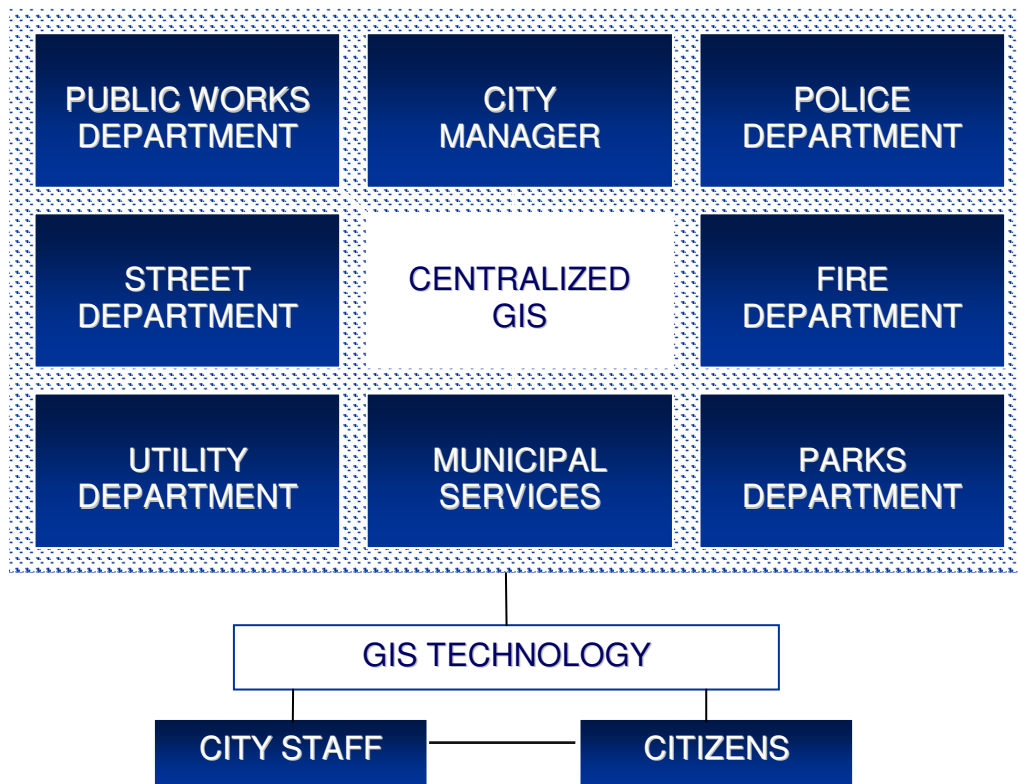 PUBLIC WORKS
DEPARTMENT
CITY
MANAGER
POLICE
DEPARTMENT
STREET
DEPARTMENT
CENTRALIZED
GIS
FIRE
DEPARTMENT
UTILITY
DEPARTMENT
MUNICIPAL
SERVICES
PARKS
DEPARTMENT
GIS TECHNOLOGY
CITY STAFF
CITIZENS